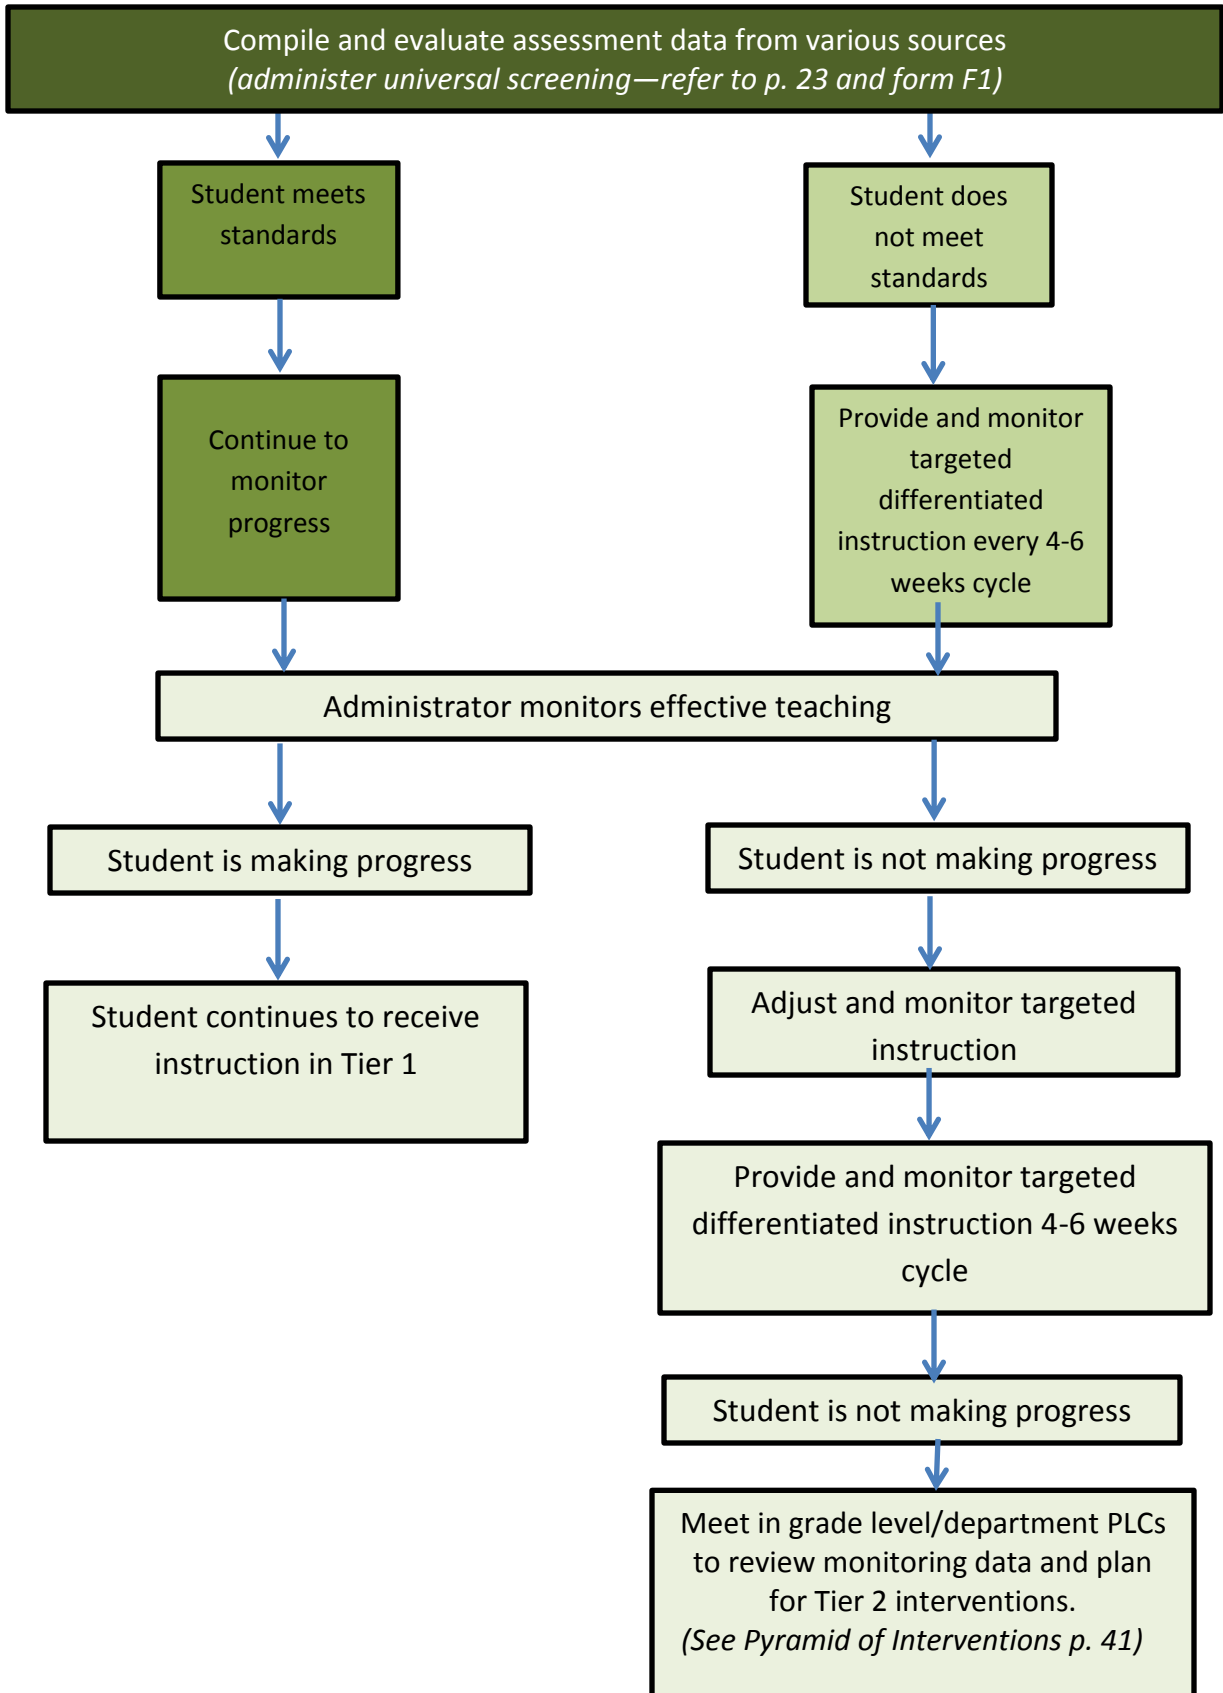 Compile and evaluate assessment data from various sources
(administer universal screening—refer to p. 23 and form F1)
Student meets
standards
Student does
not meet
standards
Continue to
monitor
progress
Provide and monitor
targeted
differentiated
instruction every 4-6
weeks cycle
Administrator monitors effective teaching
Student is making progress
Student is not making progress
Student continues to receive
instruction in Tier 1
Adjust and monitor targeted
instruction
Provide and monitor targeted
differentiated instruction 4-6 weeks
cycle
Student is not making progress
Meet in grade level/department PLCs
to review monitoring data and plan
for Tier 2 interventions.
(See Pyramid of Interventions p. 41)